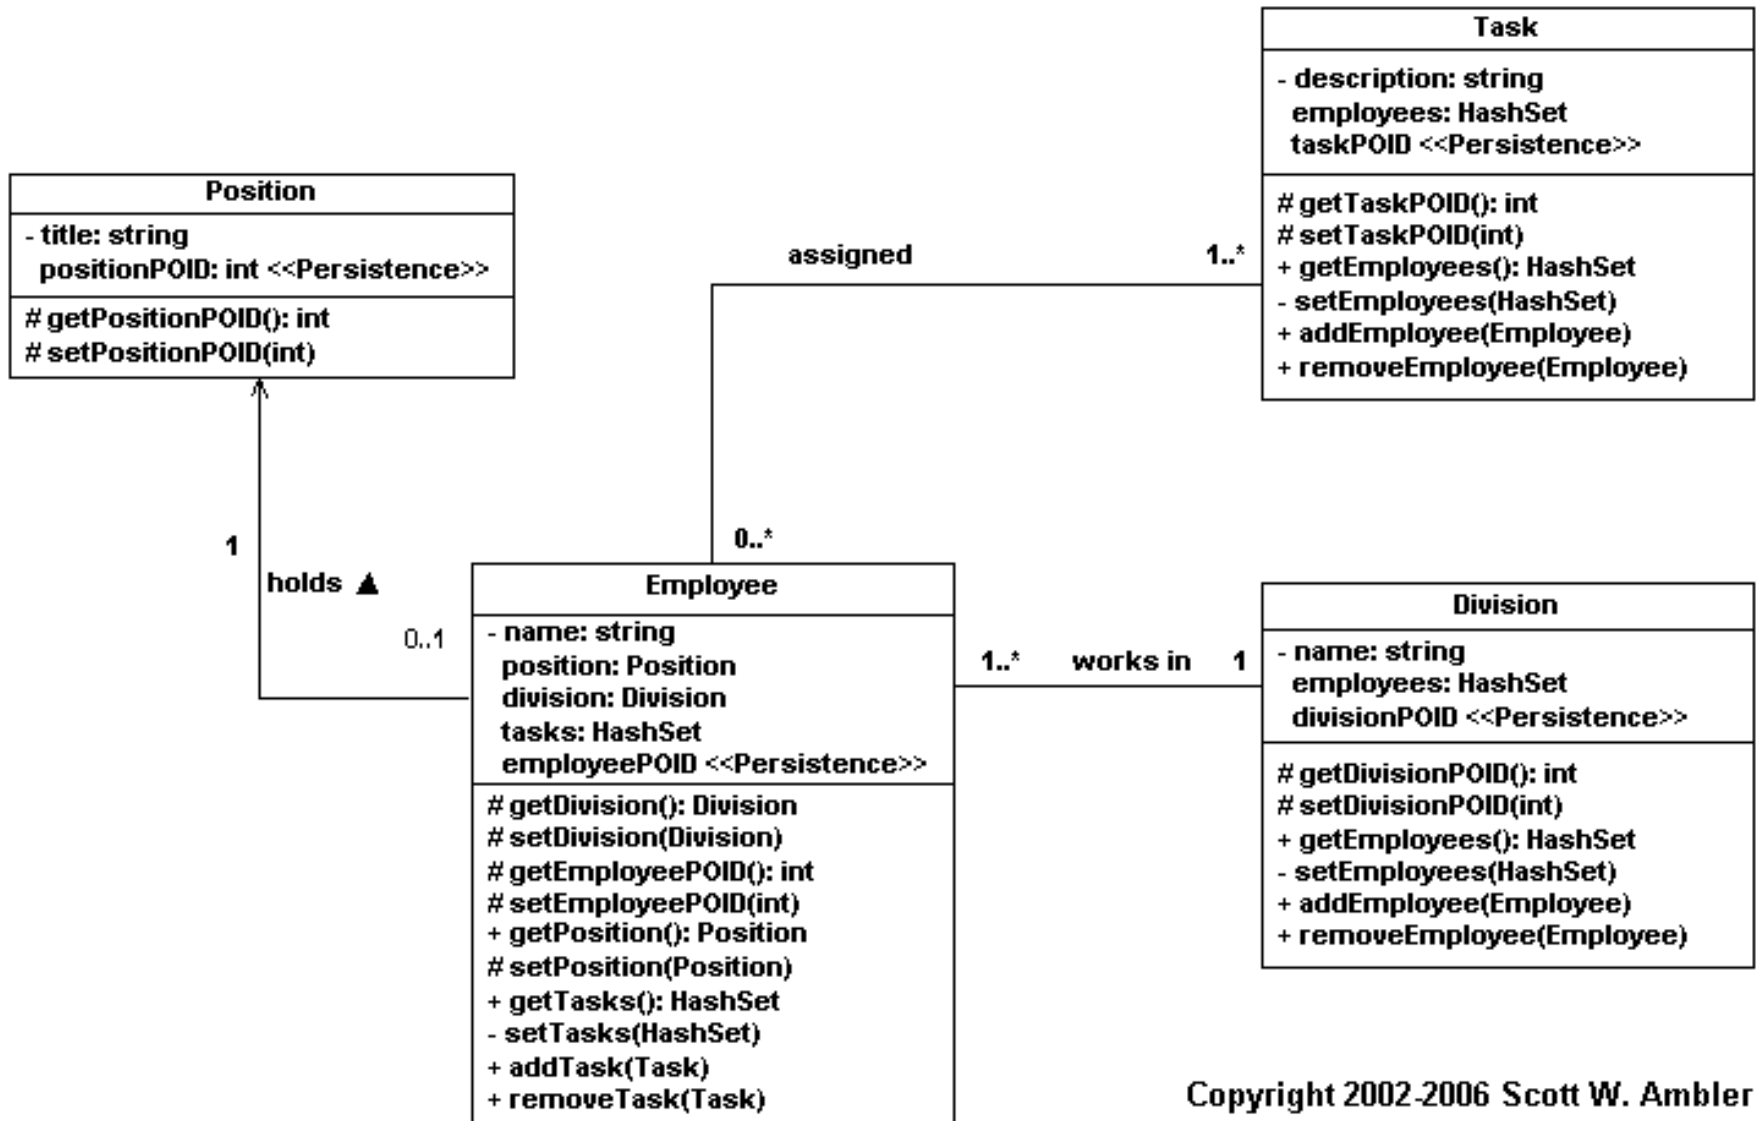 Task
- description: string
employees: HashSet
taskPOID <<Persistence>>
# getTaskPOID(): int
# setTaskPOID(int)
+ getEmployees(): HashSet
- setEmployees(HashSet)
+ addEmployee(Employee)
+ removeEmployee(Employee)
Position
- title: string
positionPOID: int <<Persistence>>
# getPositionPOID(): int
# setPositionPOID(int)
assigned
1..*
0..*
1
holds ▲
0..1
Employee
- name: string
position: Position
division: Division
tasks: HashSet
employeePOID <<Persistence>>
# getDivision(): Division
# setDivision(Division)
# getEmployeePOID(): int
# setEmployeePOID(int)
+ getPosition(): Position
# setPosition(Position)
+ getTasks(): HashSet
- setTasks(HashSet)
+ addTask(Task)
+ removeTask(Task)
1..* works in 1
Division
- name: string
employees: HashSet
divisionPOID <<Persistence>>
# getDivisionPOID(): int
# setDivisionPOID(int)
+ getEmployees(): HashSet
- setEmployees(HashSet)
+ addEmployee(Employee)
+ removeEmployee(Employee)
Copyright 2002-2006 Scott W. Ambler